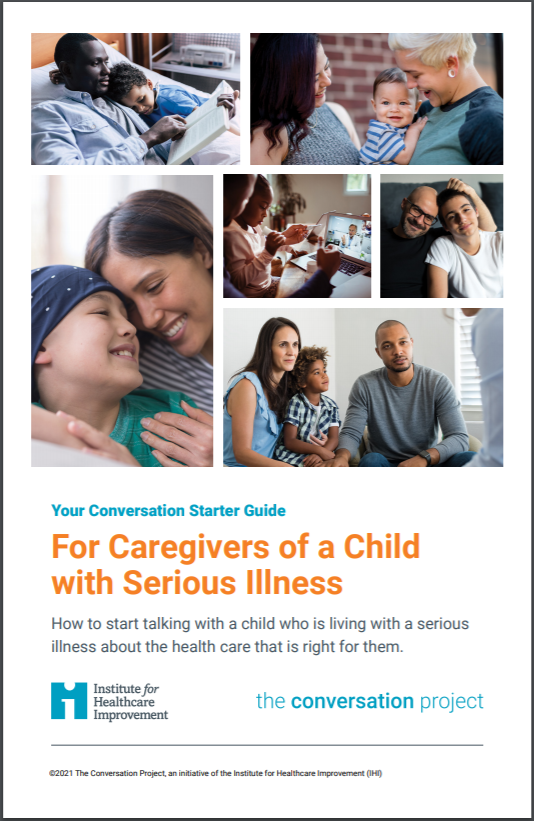 Your Conversation Starter Guide
For Caregivers of a Child
with Serious Illness
How to start talking with a child who is living with a serious
illness about the health care that is right for them.
Institute for
Healthcare
Improvement
the conversation project
©2021 The Conversation Project, an initiative of the Institute for Healthcare Improvement (IHI)